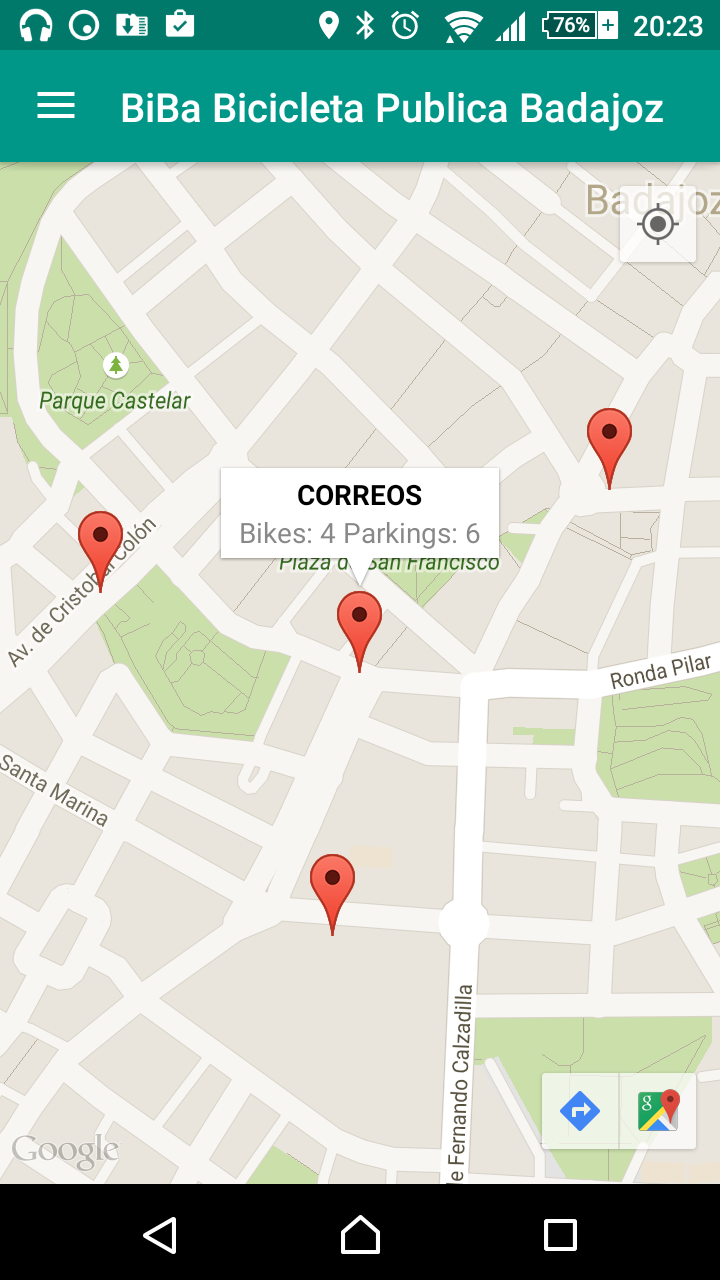 76% 20:23
BiBa Bicicleta Publica Badajoz
Badajoz
Parque Castelar
CORREOS
Bikes: 4 Parkings: 6
Plaza de San Francisco
Av. de Cristobal Colón
Ronda Pilar
Santa Marina
de Fernando Calzadilla
g
Google